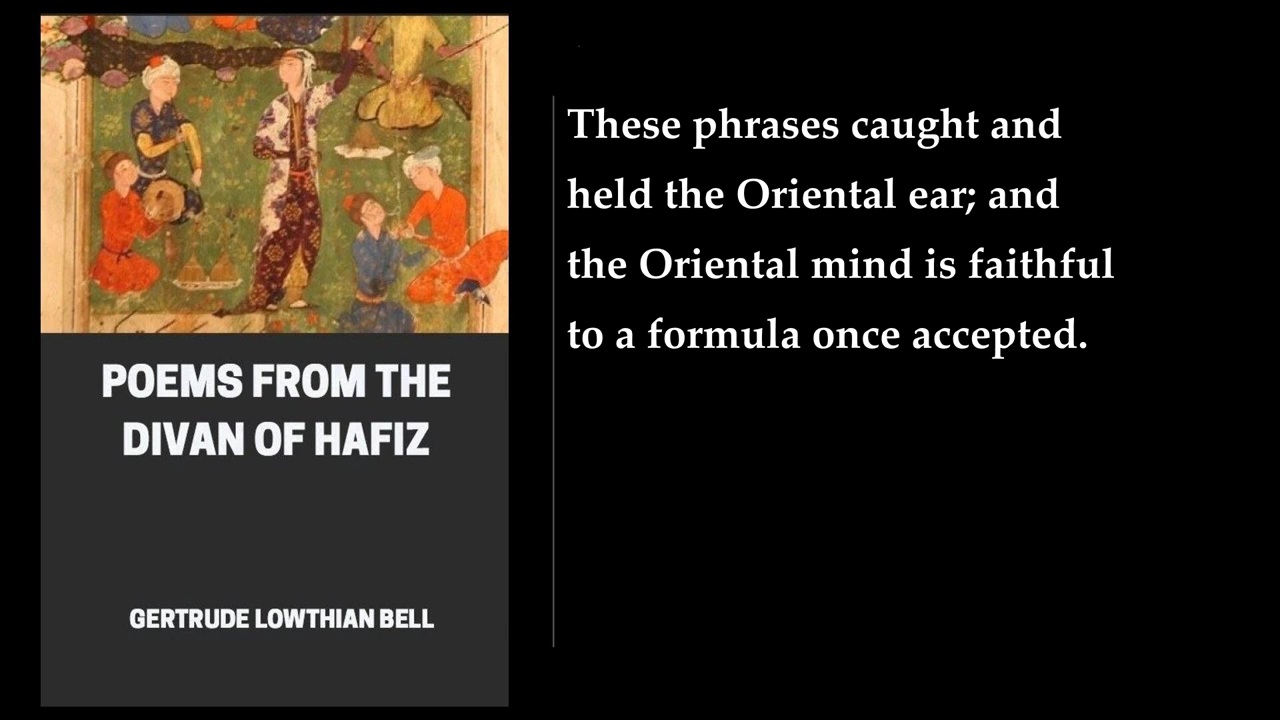 POEMS FROM THE
DIVAN OF HAFIZ
GERTRUDE LOWTHIAN BELL
These phrases caught and
held the Oriental ear; and
the Oriental mind is faithful
to a formula once accepted.